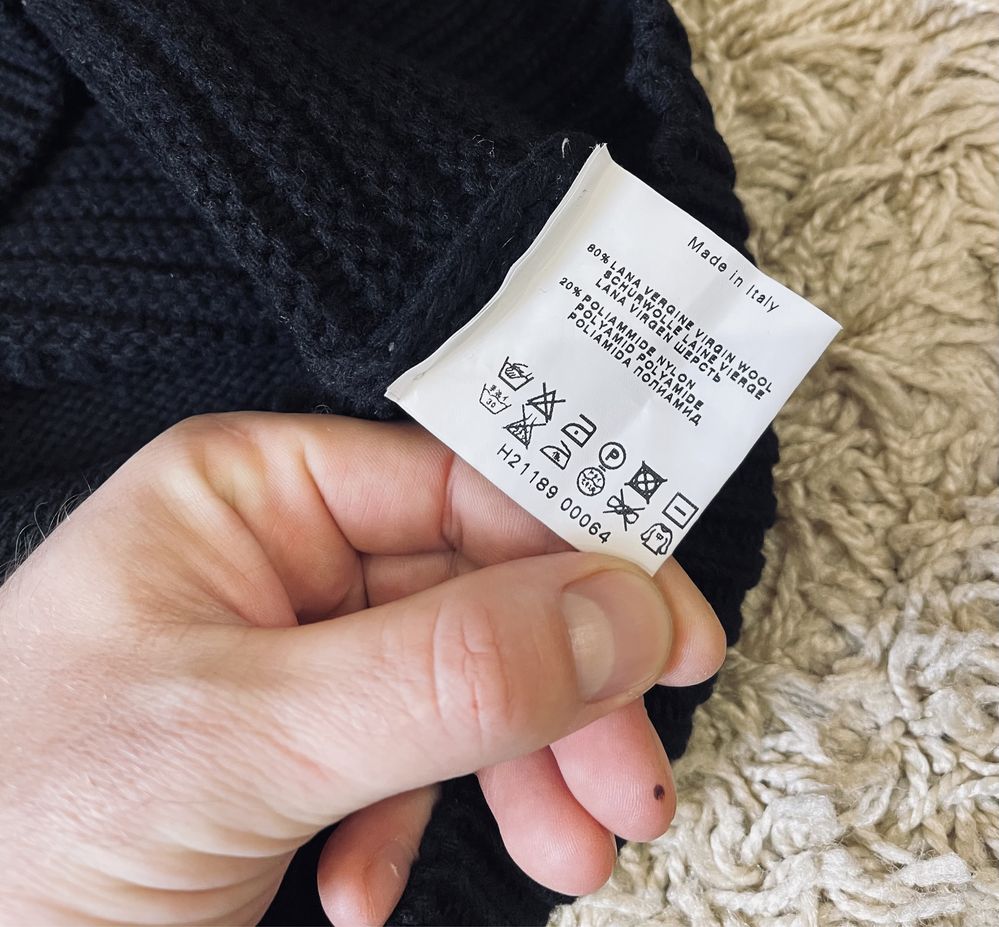 Made in Italy
80% LANA VERGINE VIRGIN WOOL
SCHURWOLLE LAINE VIERGE
LANA VIRGEN ШЕРСТЬ
20% POLIAMMIDE NYLON
POLYAMID POLYAMIDE
POLIAMIDA ПОЛИАМИД
30
P
H21189 00064